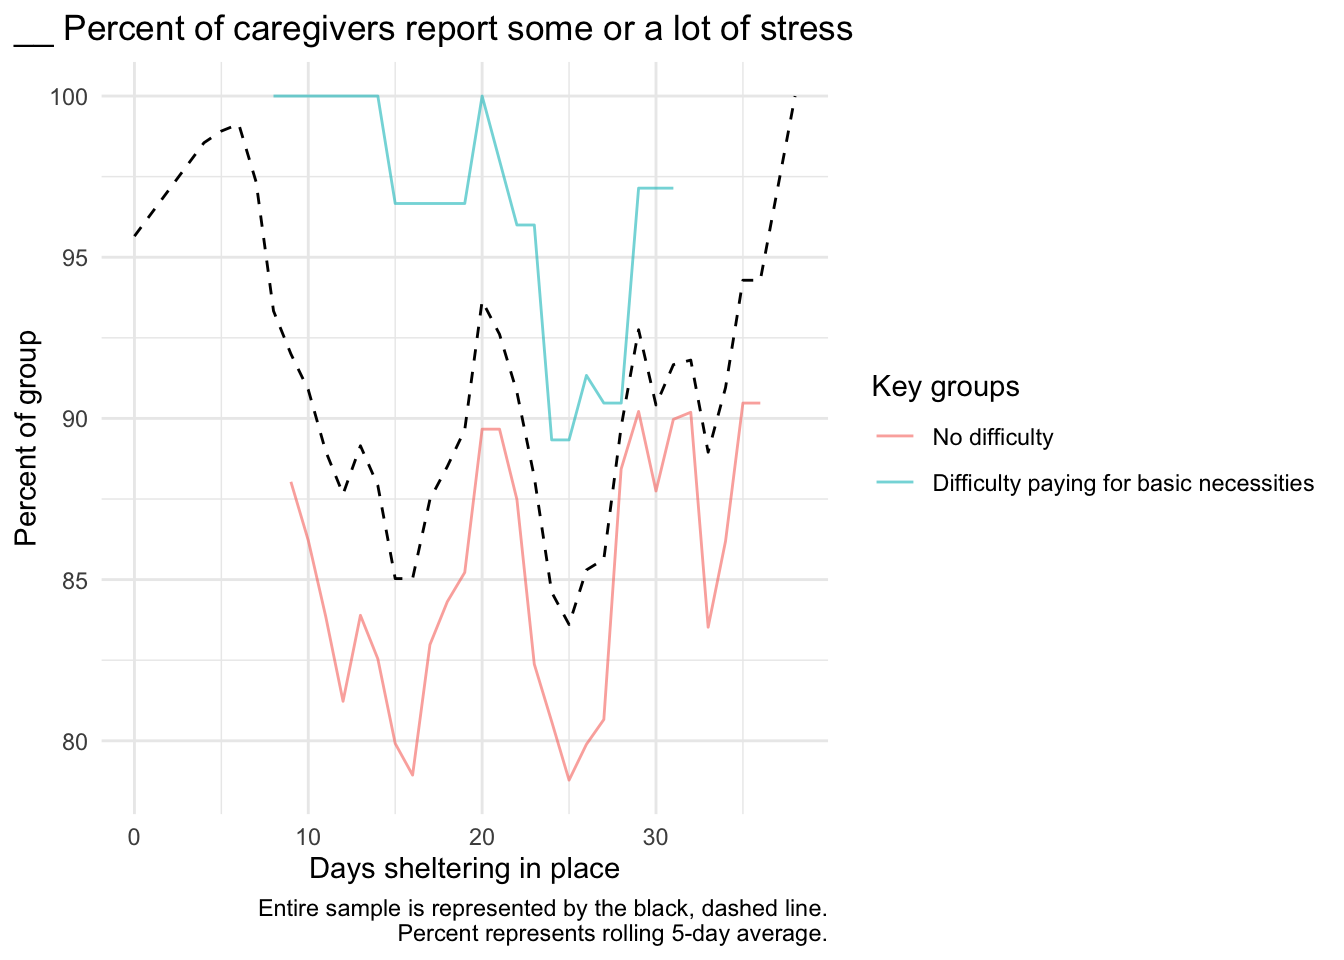 __ Percent of caregivers report some or a lot of stress
100
95
90
85
80
Percent of group
0 10 20 30
Days sheltering in place
Entire sample is represented by the black, dashed line.
Percent represents rolling 5-day average.
Key groups
No difficulty
Difficulty paying for basic necessities